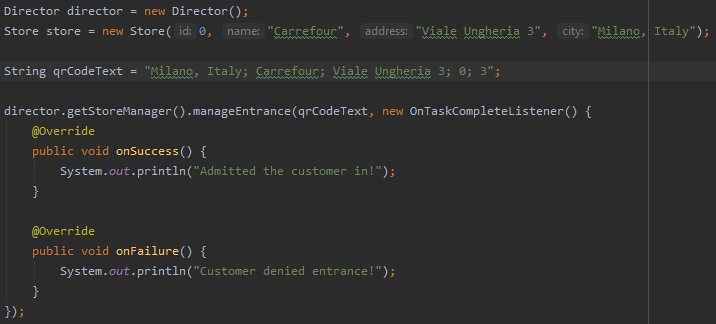 Director director = new Director();
Store store = new Store( id: 0, name: "Carrefour", address: "Viale Ungheria 3", city: "Milano, Italy");
String qrCodeText = "Milano, Italy; Carrefour; Viale Ungheria 3; 0; 3";
director.getStoreManager().manageEntrance(qrCodeText, new OnTaskCompleteListener() {
@Override
public void onSuccess() {
System.out.println("Admitted the customer in!");
}
@Override
public void onFailure() {
System.out.println("Customer denied entrance!");
}
});